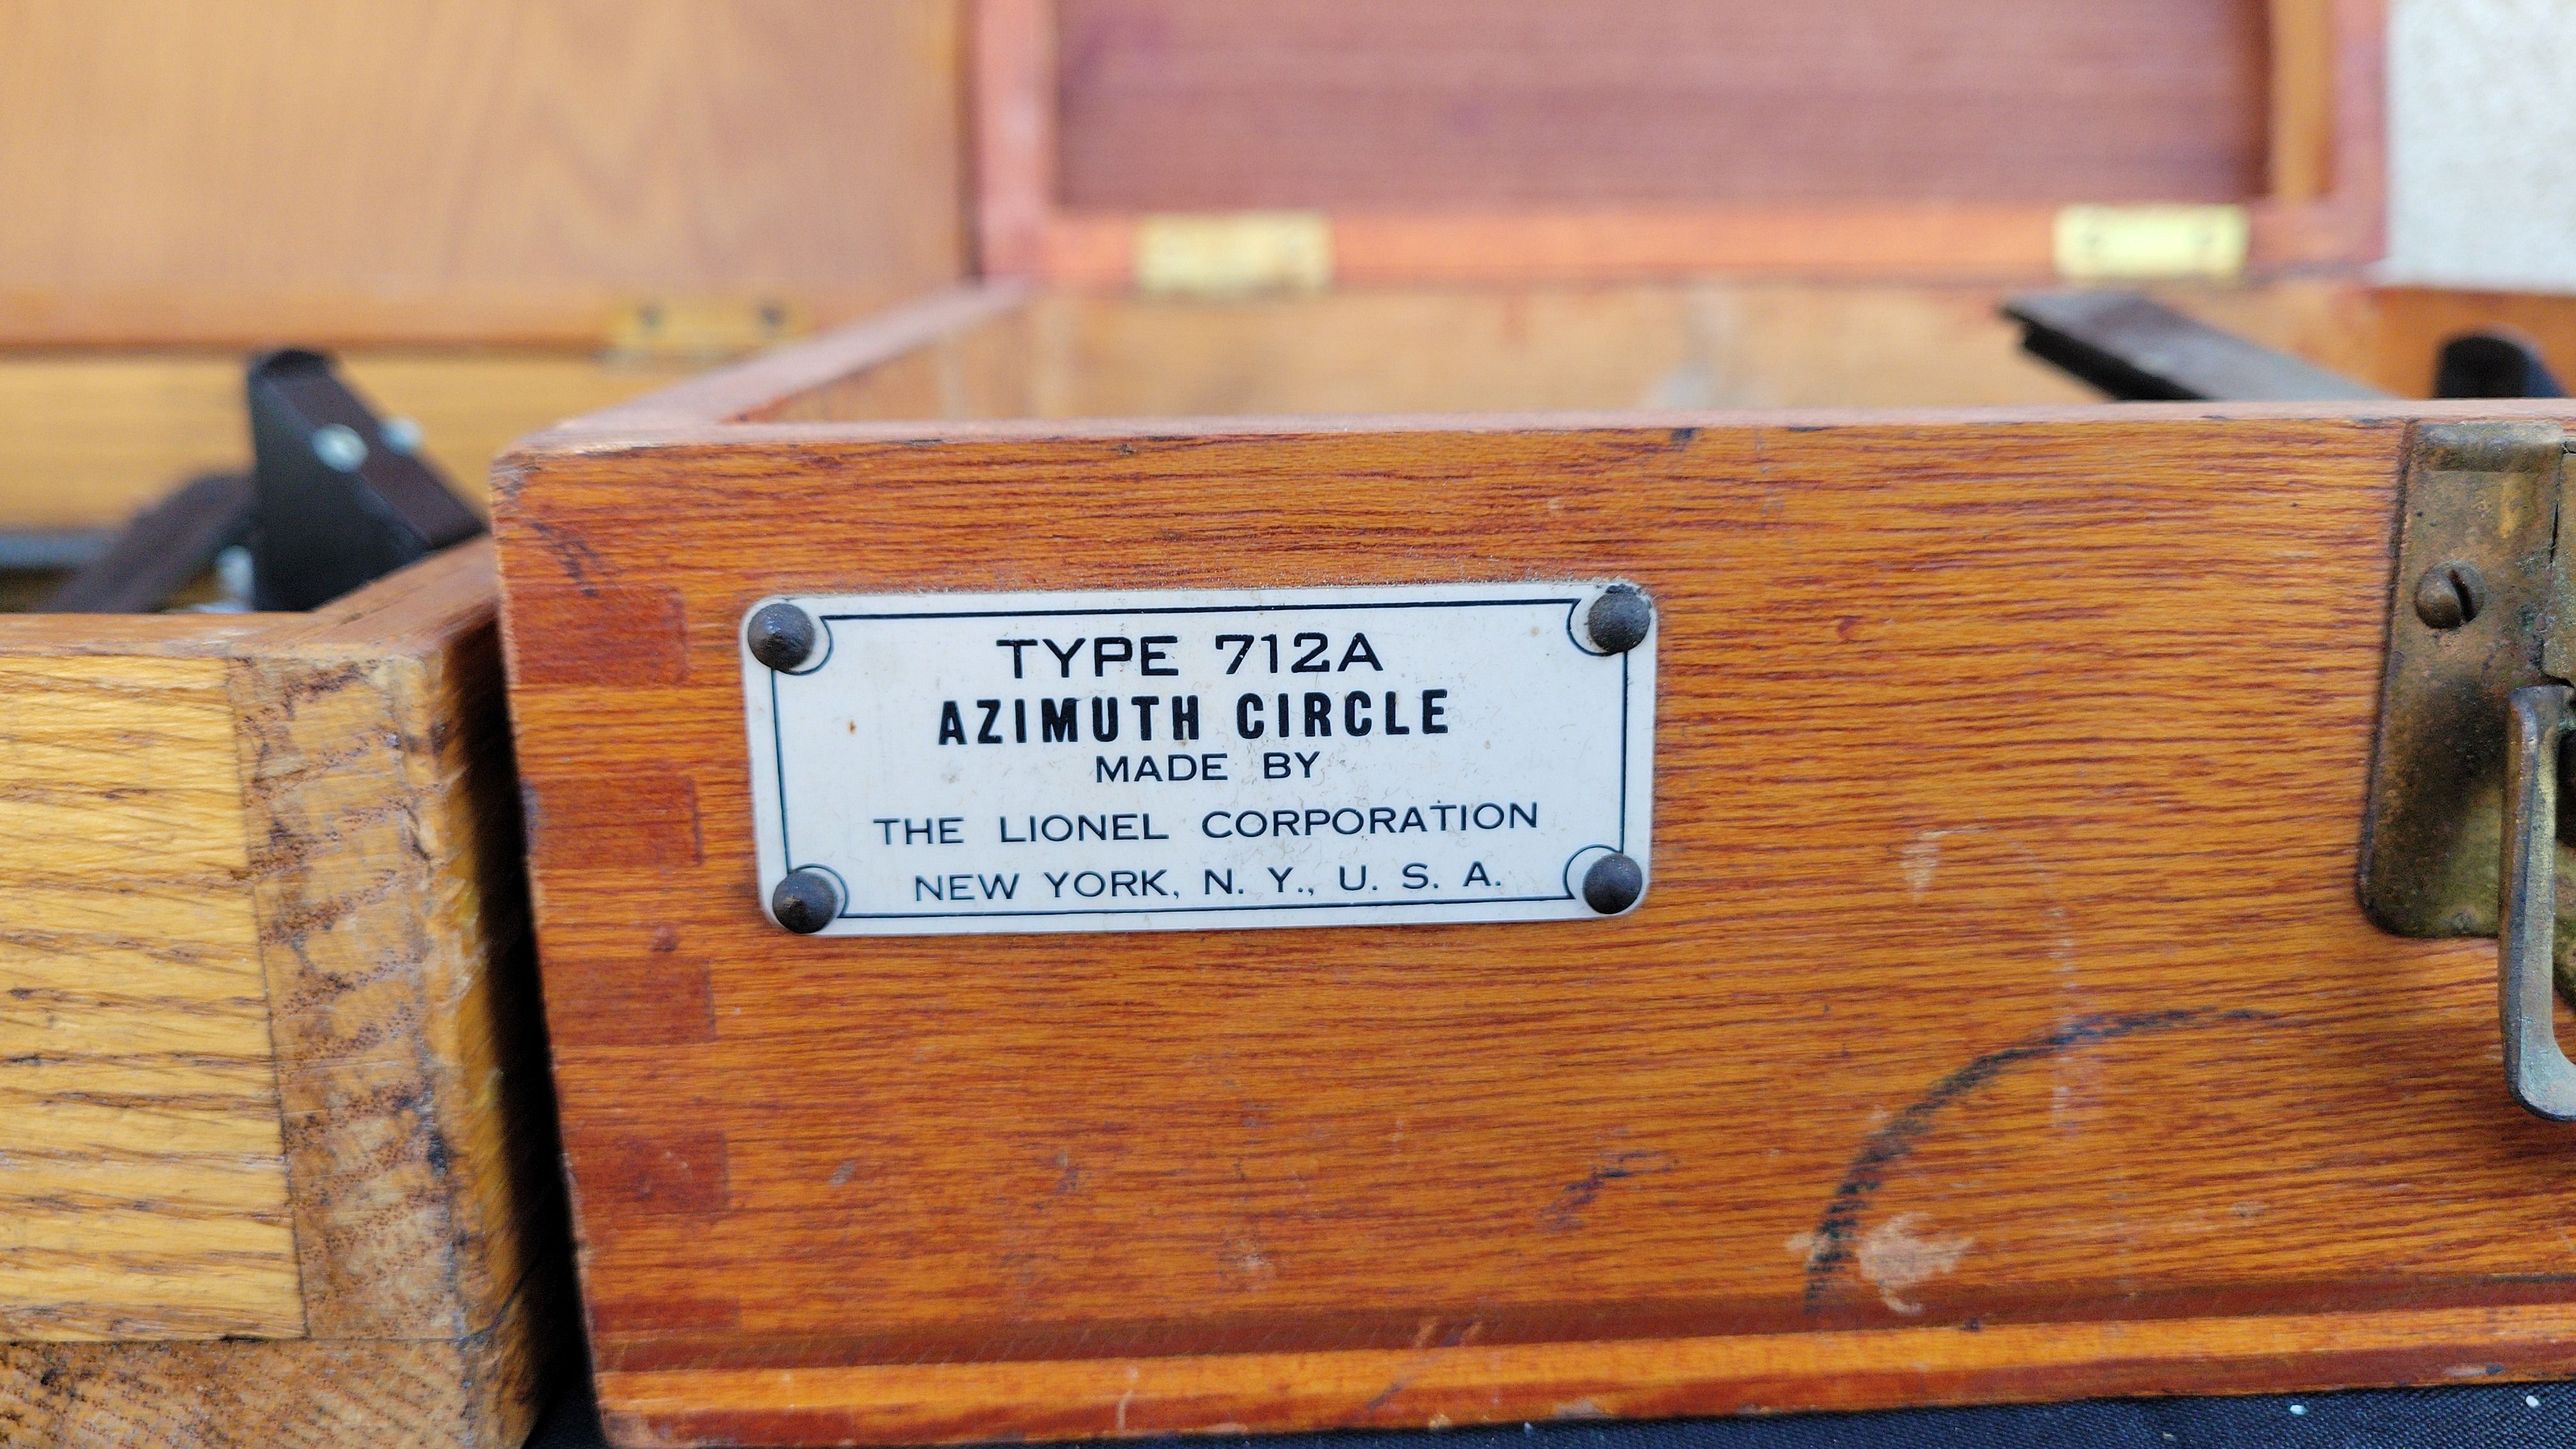 TYPE 712A
AZIMUTH CIRCLE
MADE BY
THE LIONEL CORPORATION
NEW YORK, N. Y., U. S. A.